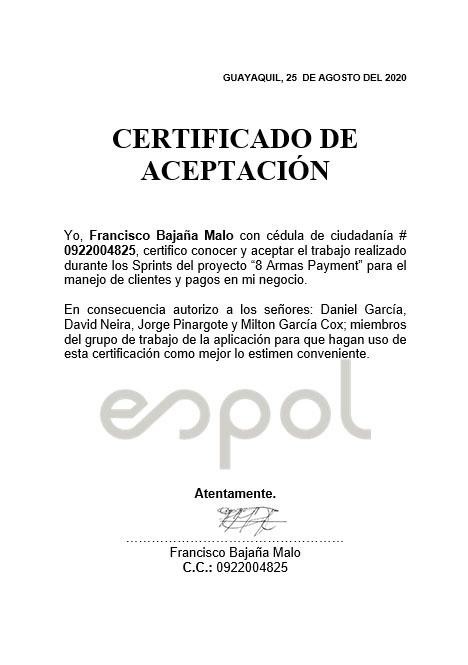 GUAYAQUIL, 25 DE AGOSTO DEL 2020
CERTIFICADO DE
ACEPTACIÓN
Yo, Francisco Bajaña Malo con cédula de ciudadanía #
0922004825, certifico conocer y aceptar el trabajo realizado
durante los Sprints del proyecto “8 Armas Payment” para el
manejo de clientes y pagos en mi negocio.
En consecuencia autorizo a los señores: Daniel García,
David Neira, Jorge Pinargote y Milton García Cox; miembros
del grupo de trabajo de la aplicación para que hagan uso de
esta certificación como mejor lo estimen conveniente.
espol
Atentamente.
Francisco Bajaña Malo
C.C.: 0922004825